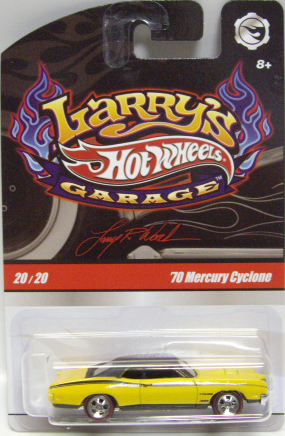 8+
Larry's
Hot Wheels
GARAGE
20/20
'70 Mercury Cyclone